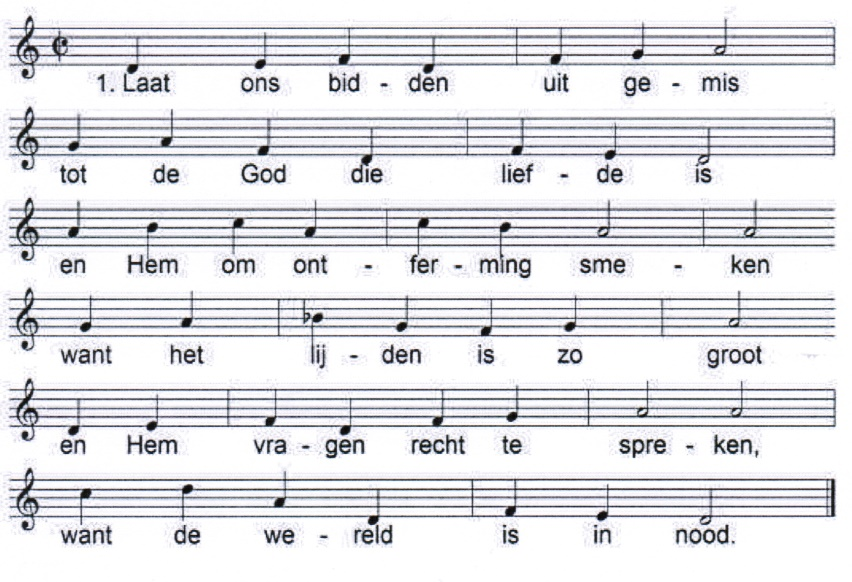 1. Laat ons bid - den uit ge - mis
tot de God die lief - de is
en Hem om ont - fer - ming sme - ken
want het lij - den is zo groot
en Hem vra - gen recht te spre - ken,
want de we - reld is in nood.